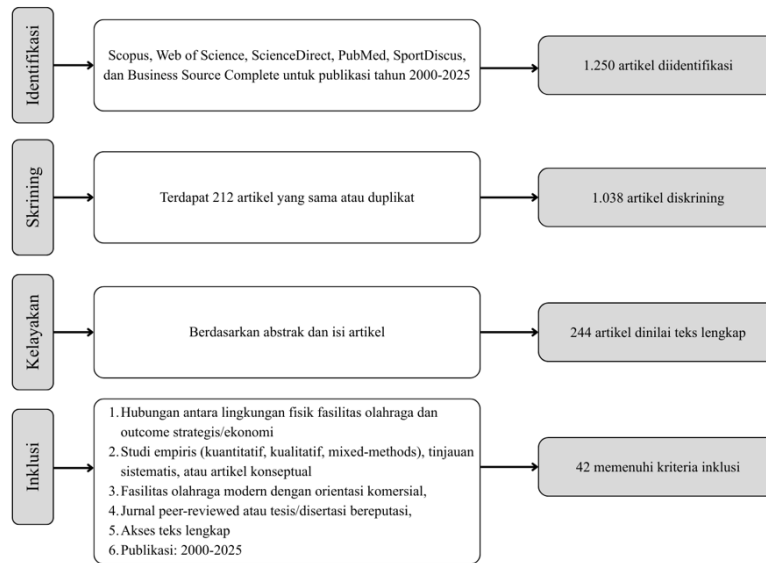 Identifikasi
Scopus, Web of Science, ScienceDirect, PubMed, SportDiscus,
dan Business Source Complete untuk publikasi tahun 2000-2025
1.250 artikel diidentifikasi
Skrining
Terdapat 212 artikel yang sama atau duplikat
1.038 artikel diskrining
Kelayakan
Berdasarkan abstrak dan isi artikel
244 artikel dinilai teks lengkap
Inklusi
1. Hubungan antara lingkungan fisik fasilitas olahraga dan
outcome strategis/ekonomi
2. Studi empiris (kuantitatif, kualitatif, mixed-methods), tinjauan
sistematis, atau artikel konseptual
3. Fasilitas olahraga modern dengan orientasi komersial,
4. Jurnal peer-reviewed atau tesis/disertasi bereputasi,
5. Akses teks lengkap
6. Publikasi: 2000-2025
42 memenuhi kriteria inklusi